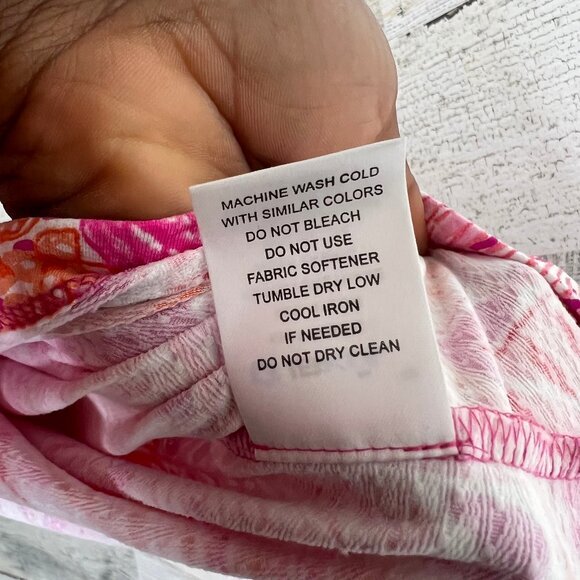 MACHINE WASH COLD
WITH SIMILAR COLORS
DO NOT BLEACH
DO NOT USE
FABRIC SOFTENER
TUMBLE DRY LOW
COOL IRON
IF NEEDED
DO NOT DRY CLEAN